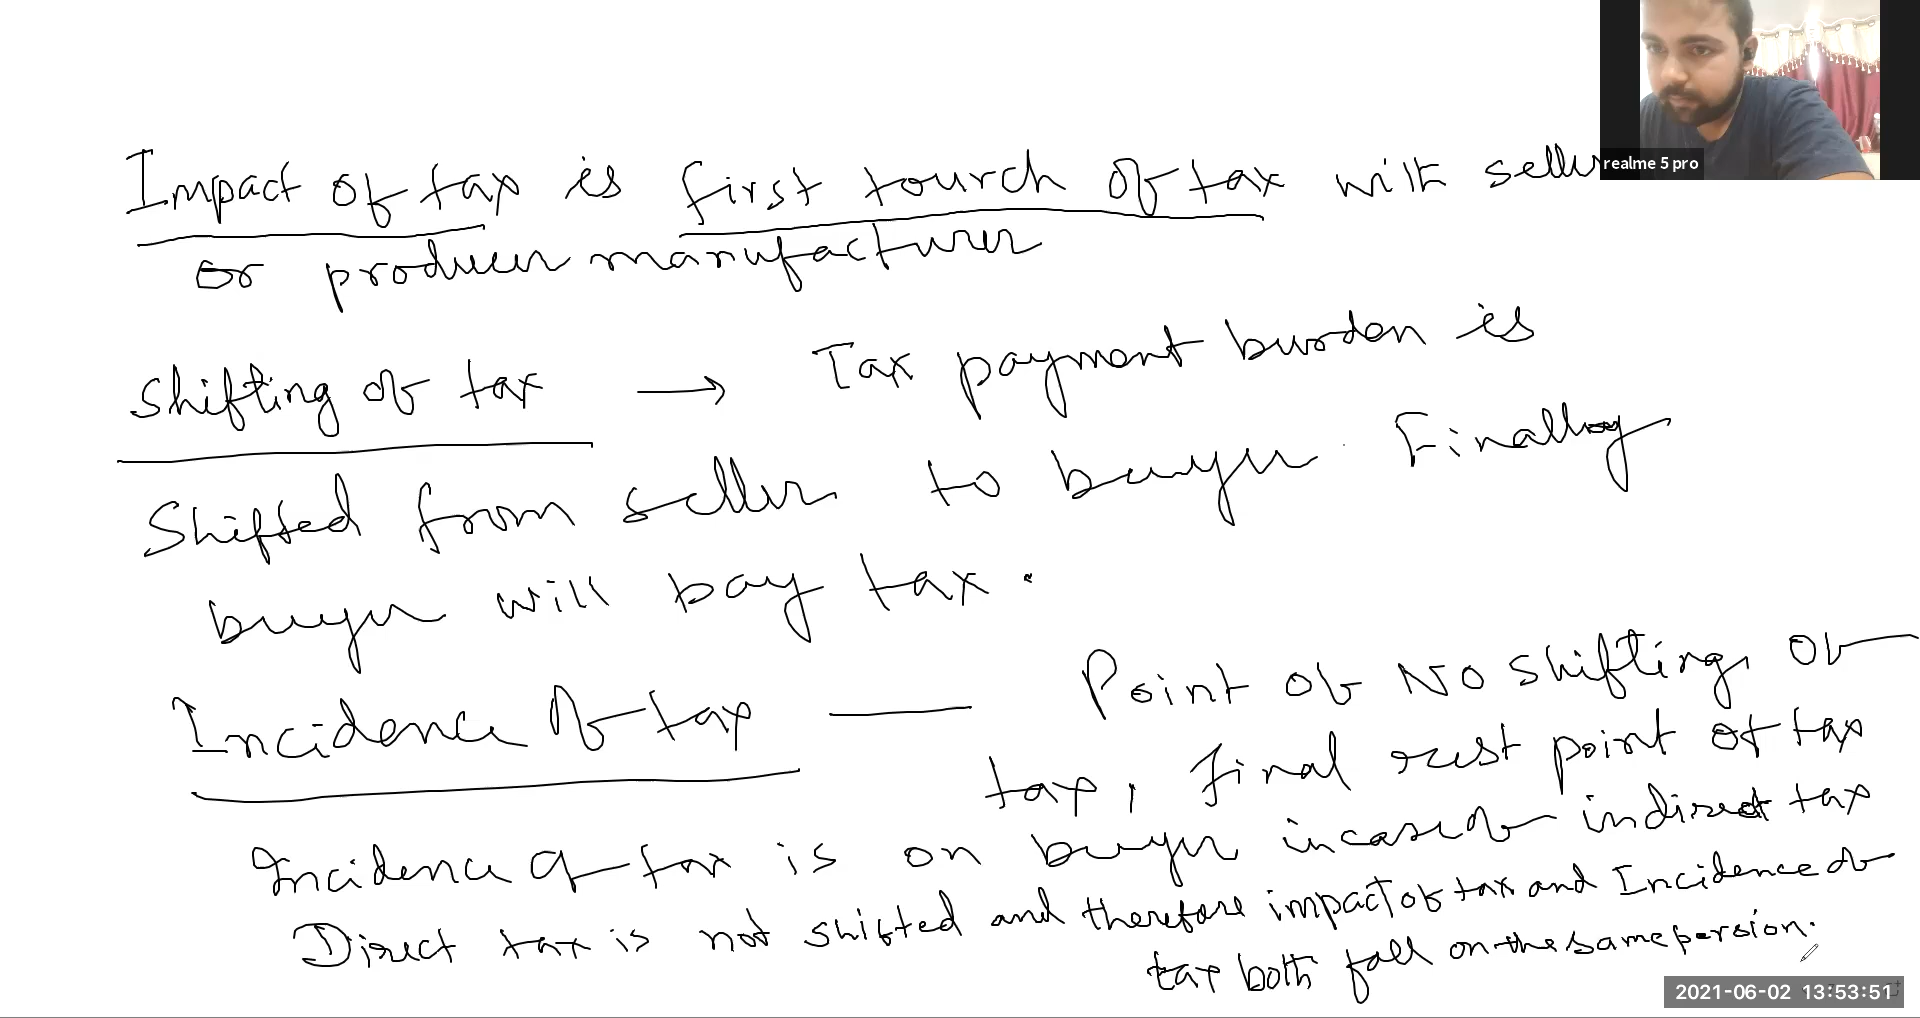 Impact of tax is first tourch of tax with seller
realme 5 pro
or producer manufacturer
Shifting of tax → Tax payment burden is
Shifted from seller to buyer. Finally
buyer will bay tax.
Incidence of tax — Point of No shifting of
tax, final rest point of tax
Incidence of tax is on buyer incase of indirect tax
Direct tax is not shifted and therefore impact of tax and Incidence of
tax both fall on the same persion.
2021-06-02 13:53:51